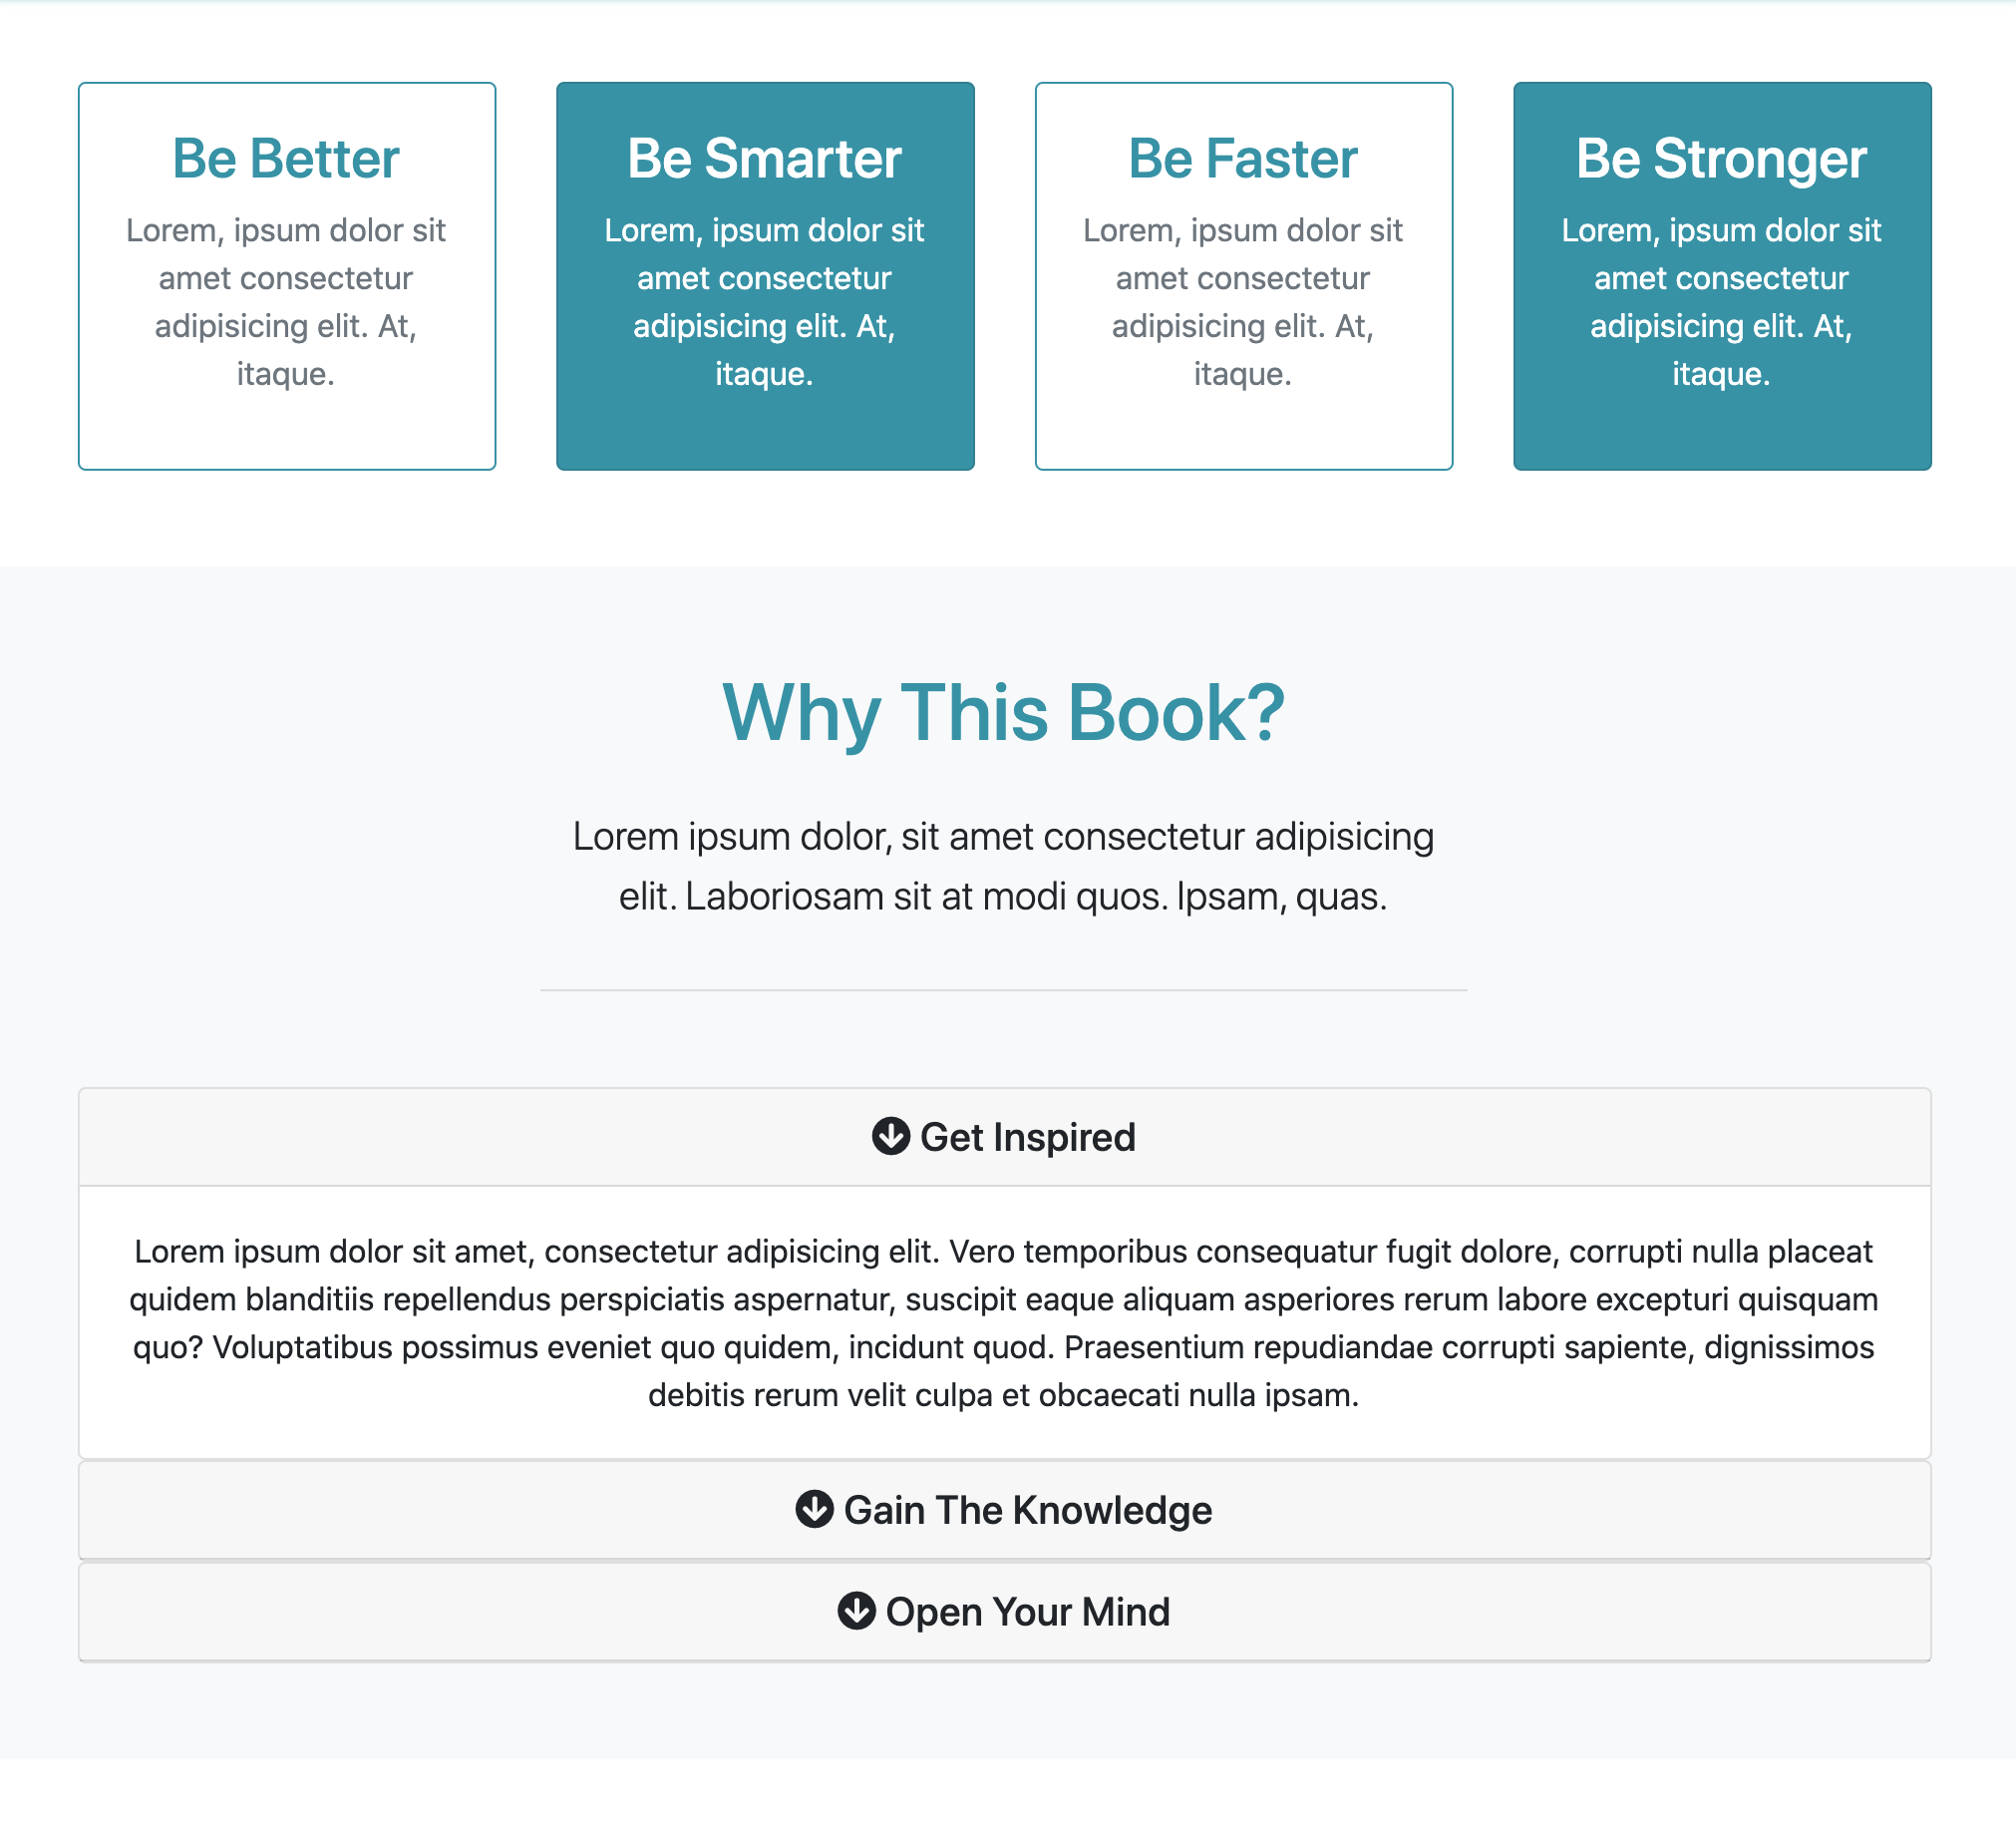 Be Better
Lorem, ipsum dolor sit
amet consectetur
adipisicing elit. At,
itaque.
Be Smarter
Lorem, ipsum dolor sit
amet consectetur
adipisicing elit. At,
itaque.
Be Faster
Lorem, ipsum dolor sit
amet consectetur
adipisicing elit. At,
itaque.
Be Stronger
Lorem, ipsum dolor sit
amet consectetur
adipisicing elit. At,
itaque.
Why This Book?
Lorem ipsum dolor, sit amet consectetur adipisicing
elit. Laboriosam sit at modi quos. Ipsam, quas.
Get Inspired
Lorem ipsum dolor sit amet, consectetur adipisicing elit. Vero temporibus consequatur fugit dolore, corrupti nulla placeat
quidem blanditiis repellendus perspiciatis aspernatur, suscipit eaque aliquam asperiores rerum labore excepturi quisquam
quo? Voluptatibus possimus eveniet quo quidem, incidunt quod. Praesentium repudiandae corrupti sapiente, dignissimos
debitis rerum velit culpa et obcaecati nulla ipsam.
Gain The Knowledge
Open Your Mind